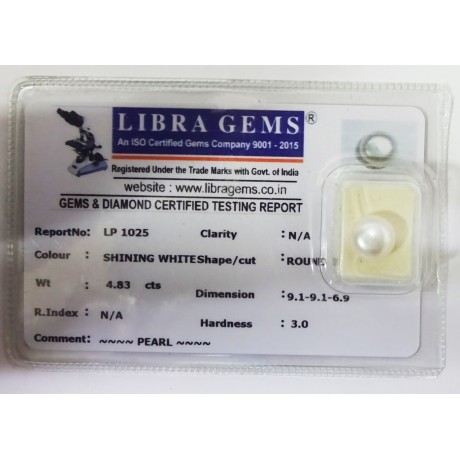 LIBRA GEMS ®
An ISO Certified Gems Company 9001 - 2015
Registered Under the Trade Marks with Govt. of India
website : www.libragems.co.in
GEMS & DIAMOND CERTIFIED TESTING REPORT
ReportNo: LP 1025 Clarity : N/A
Colour : SHINING WHITE Shape/cut : ROUND
Wt : 4.83 cts Dimension : 9.1-9.1-6.9
R.Index : N/A Hardness : 3.0
Comment: ~~~~ PEARL ~~~~